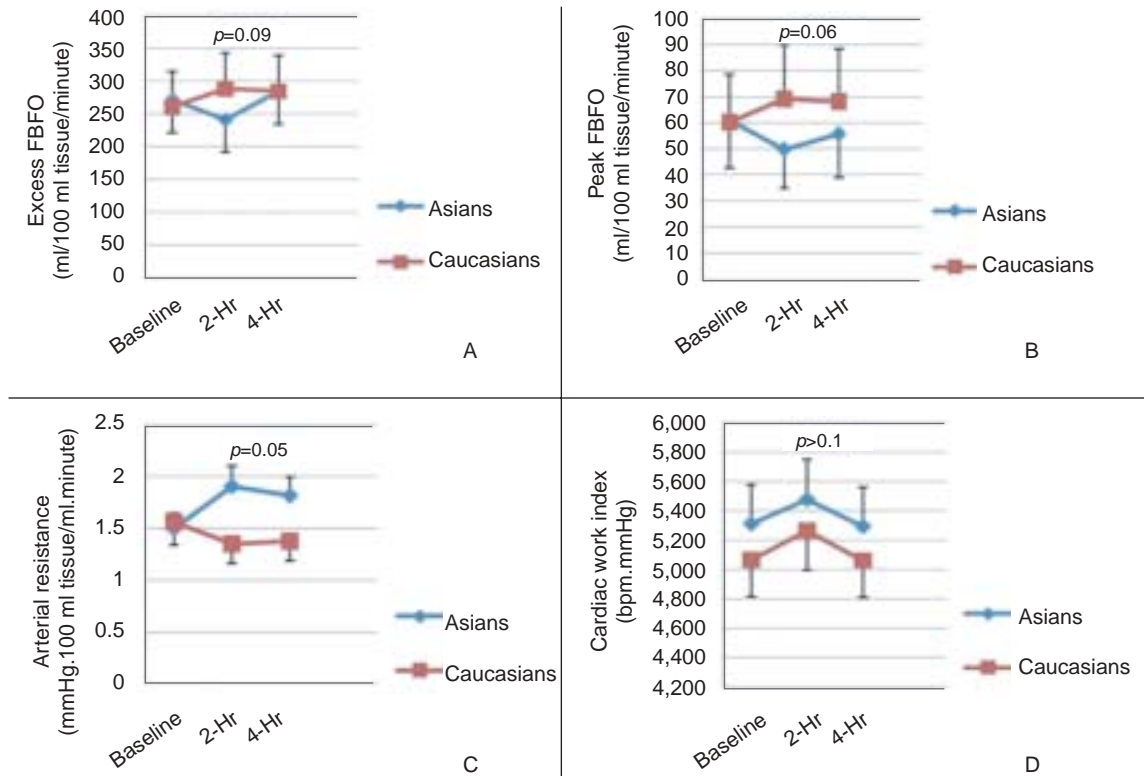 Excess FBFO
(ml/100 ml tissue/minute)
400
350
300
250
200
150
100
50
0
p=0.09
Baseline
2-Hr
4-Hr
Asians
Caucasians
A
Peak FBFO
(ml/100 ml tissue/minute)
100
90
80
70
60
50
40
30
20
10
0
p=0.06
Baseline
2-Hr
4-Hr
Asians
Caucasians
B
Arterial resistance
(mmHg.100 ml tissue/ml.minute)
2.5
2
1.5
1
0.5
0
p=0.05
Baseline
2-Hr
4-Hr
Asians
Caucasians
C
Cardiac work index
(bpm.mmHg)
6,000
5,800
5,600
5,400
5,200
5,000
4,800
4,600
4,400
4,200
p>0.1
Baseline
2-Hr
4-Hr
Asians
Caucasians
D